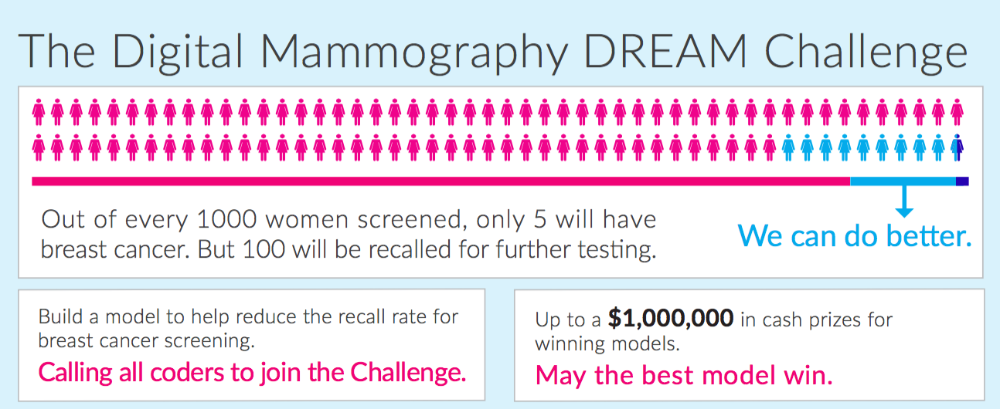 The Digital Mammography DREAM Challenge
Out of every 1000 women screened, only 5 will have
breast cancer. But 100 will be recalled for further testing.
We can do better.
Build a model to help reduce the recall rate for
breast cancer screening.
Calling all coders to join the Challenge.
Up to a $1,000,000 in cash prizes for
winning models.
May the best model win.